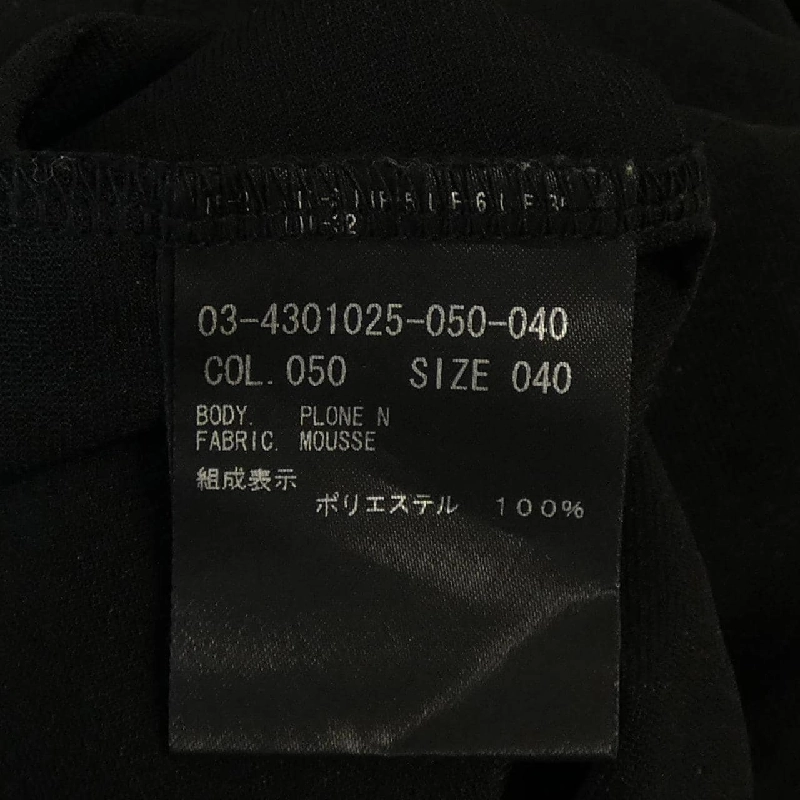 03-4301025-050-040
COL. 050 SIZE 040
BODY. PLONE N
FABRIC. MOUSSE
組成表示
ポリエステル 100%